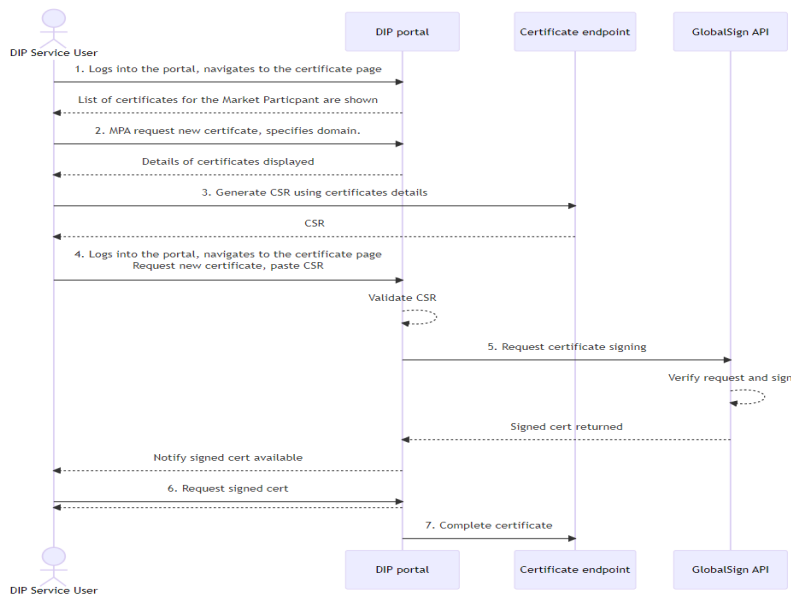 DIP Service User
DIP portal
Certificate endpoint
GlobalSign API
1. Logs into the portal, navigates to the certificate page
List of certificates for the Market Particpant are shown
2. MPA request new certifcate, specifies domain.
Details of certificates displayed
3. Generate CSR using certificates details
CSR
4. Logs into the portal, navigates to the certificate page
Request new certificate, paste CSR
Validate CSR
5. Request certificate signing
Verify request and sign
Signed cert returned
Notify signed cert available
6. Request signed cert
7. Complete certificate
DIP Service User
DIP portal
Certificate endpoint
GlobalSign API